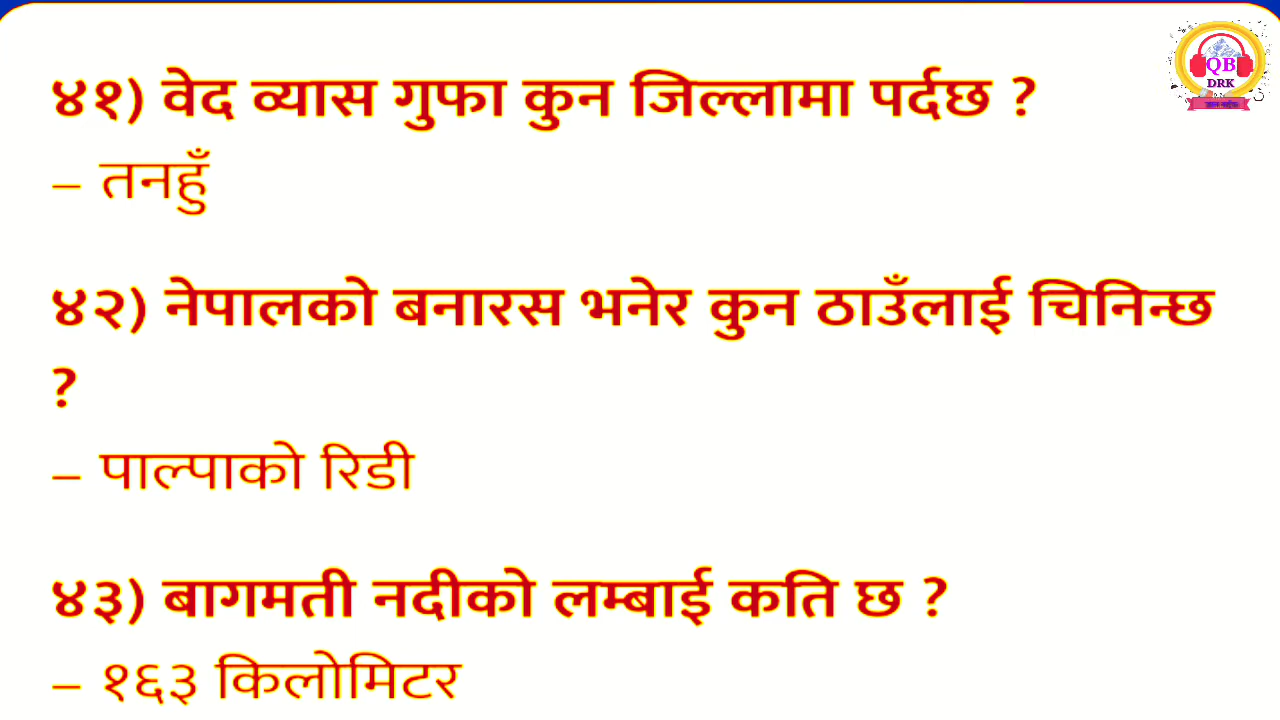 ४१) वेद व्यास गुफा कुन जिल्लामा पर्दछ ?
– तनहुँ
४२) नेपालको बनारस भनेर कुन ठाउँलाई चिनिन्छ
?
– पाल्पाको रिडी
४३) बागमती नदीको लम्बाई कति छ ?
– १६३ किलोमिटर
QB
DRK